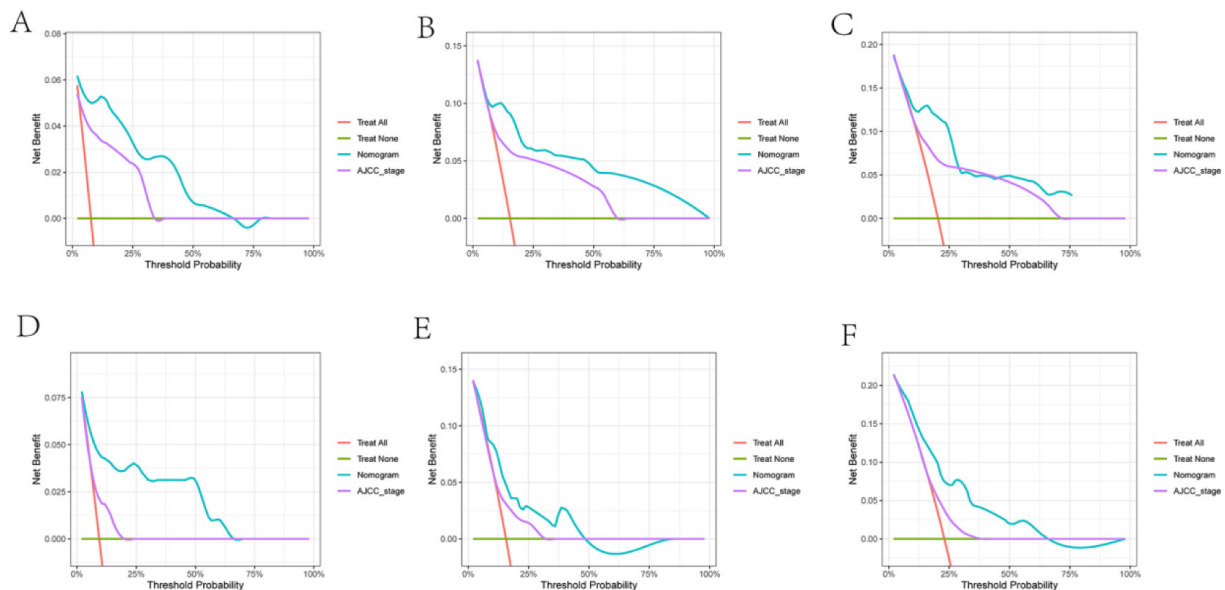 A
0.08
0.06
0.04
0.02
0.00
Net Benefit
0%
25%
50%
75%
100%
Threshold Probability
Treat All
Treat None
Nomogram
AJCC_stage
B
0.15
0.10
0.05
0.00
Net Benefit
0%
25%
50%
75%
100%
Threshold Probability
Treat All
Treat None
Nomogram
AJCC_stage
C
0.20
0.15
0.10
0.05
0.00
Net Benefit
0%
25%
50%
75%
100%
Threshold Probability
Treat All
Treat None
Nomogram
AJCC_stage
D
0.075
0.050
0.025
0.000
Net Benefit
0%
25%
50%
75%
100%
Threshold Probability
Treat All
Treat None
Nomogram
AJCC_stage
E
0.15
0.10
0.05
0.00
Net Benefit
0%
25%
50%
75%
100%
Threshold Probability
Treat All
Treat None
Nomogram
AJCC_stage
F
0.20
0.15
0.10
0.05
0.00
Net Benefit
0%
25%
50%
75%
100%
Threshold Probability
Treat All
Treat None
Nomogram
AJCC_stage